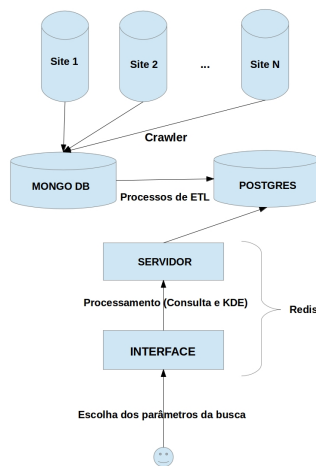 Site 1
Site 2
...
Site N
Crawler
MONGO DB
POSTGRES
Processos de ETL
SERVIDOR
Processamento (Consulta e KDE)
Redis
INTERFACE
Escolha dos parâmetros da busca